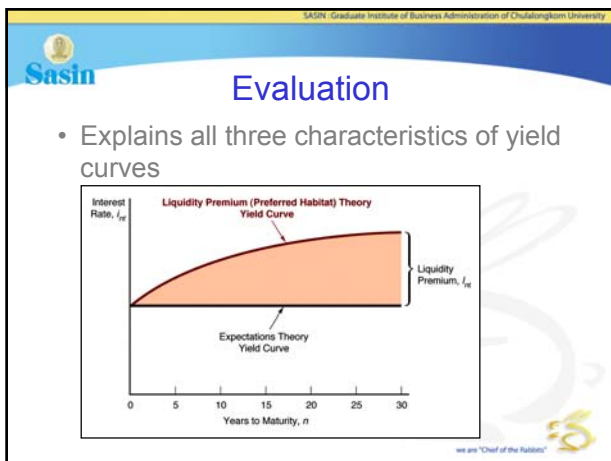 SASIN : Graduate Institute of Business Administration of Chulalongkorn University
Sasin
Evaluation
• Explains all three characteristics of yield
curves
Interest
Rate, iₙₜ
Liquidity Premium (Preferred Habitat) Theory
Yield Curve
Liquidity
Premium, lₙₜ
Expectations Theory
Yield Curve
0 5 10 15 20 25 30
Years to Maturity, n
we are "Chief of the Rabbits"